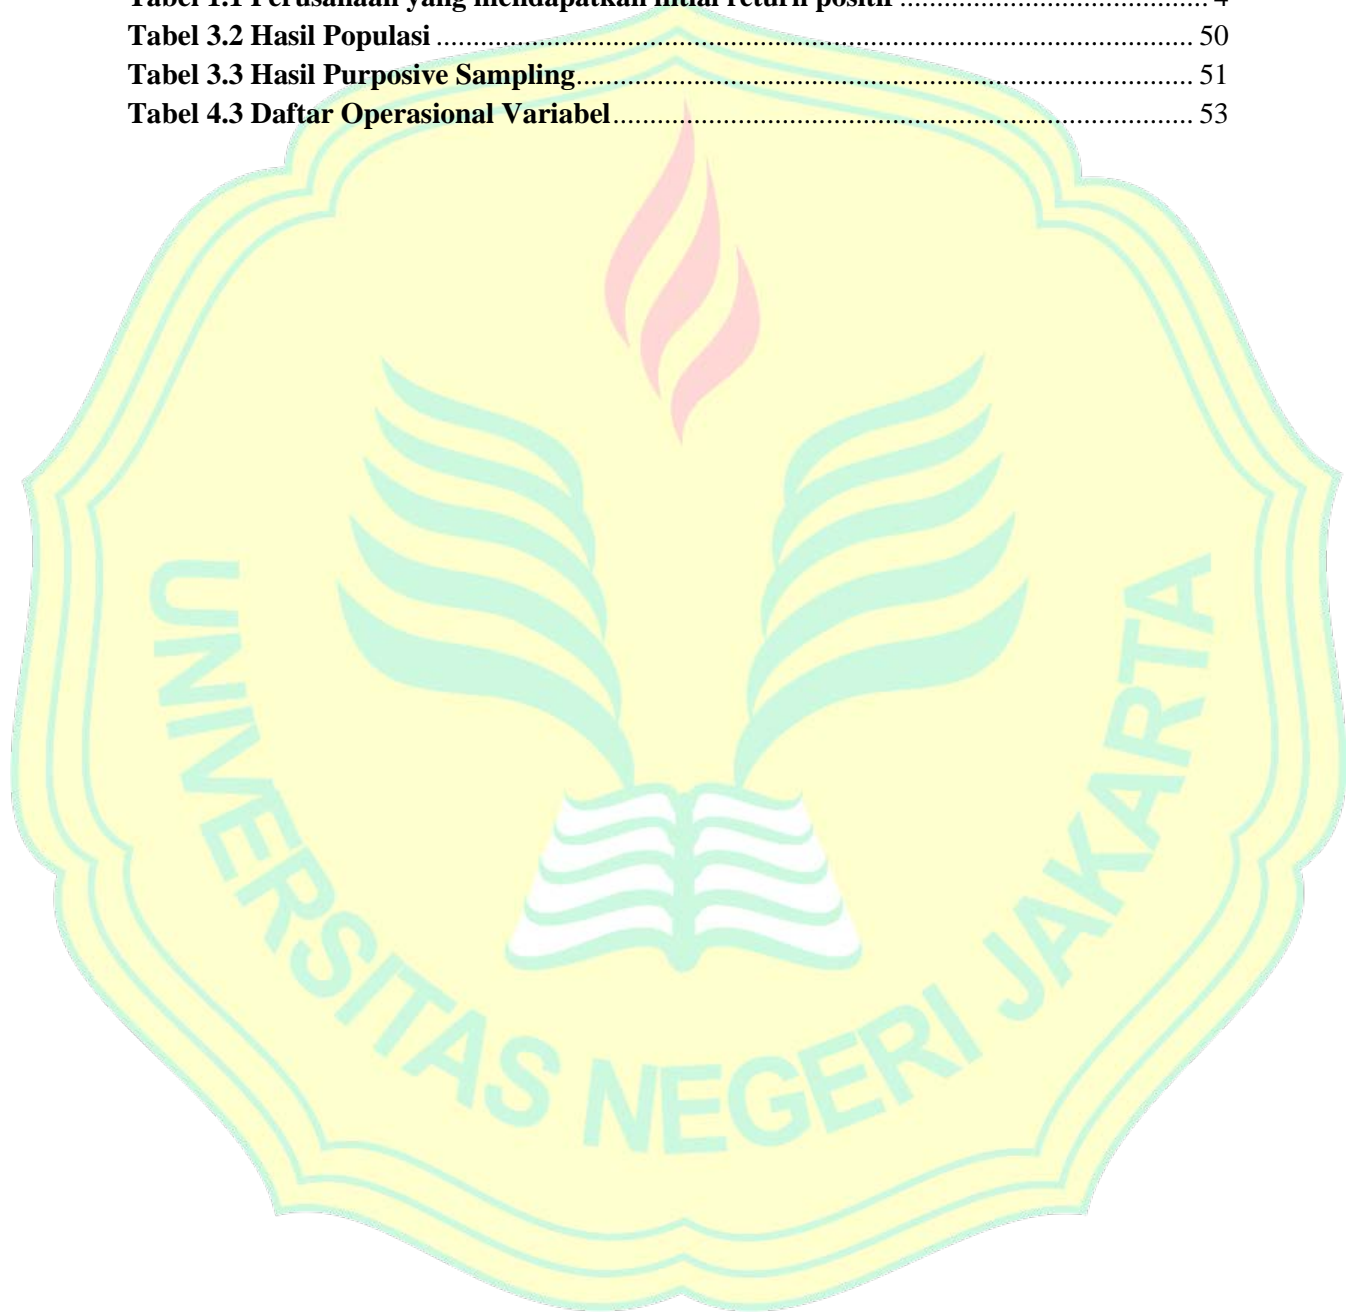 Tabel 1.1 Perusahaan yang mendapatkan initial return positif ........................................ 4
Tabel 3.2 Hasil Populasi ...................................................................................................... 50
Tabel 3.3 Hasil Purposive Sampling................................................................................... 51
Tabel 4.3 Daftar Operasional Variabel.............................................................................. 53
UNIVERSITAS NEGERI JAKARTA